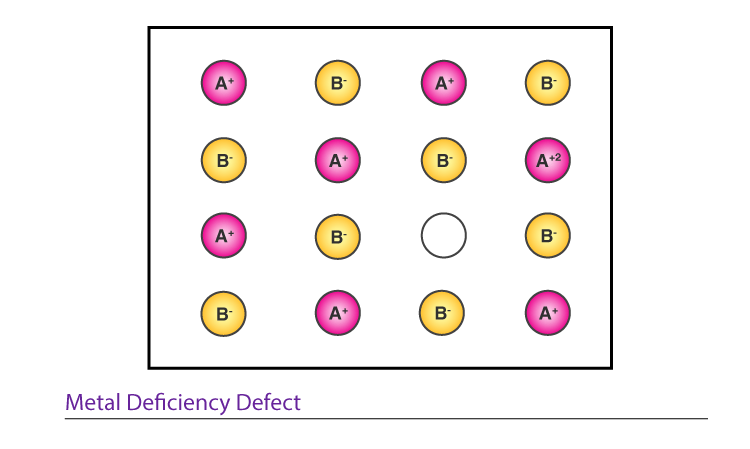 A⁺ B⁻ A⁺ B⁻
B⁻ A⁺ B⁻ A⁺²
A⁺ B⁻ B⁻
B⁻ A⁺ B⁻ A⁺
Metal Deficiency Defect